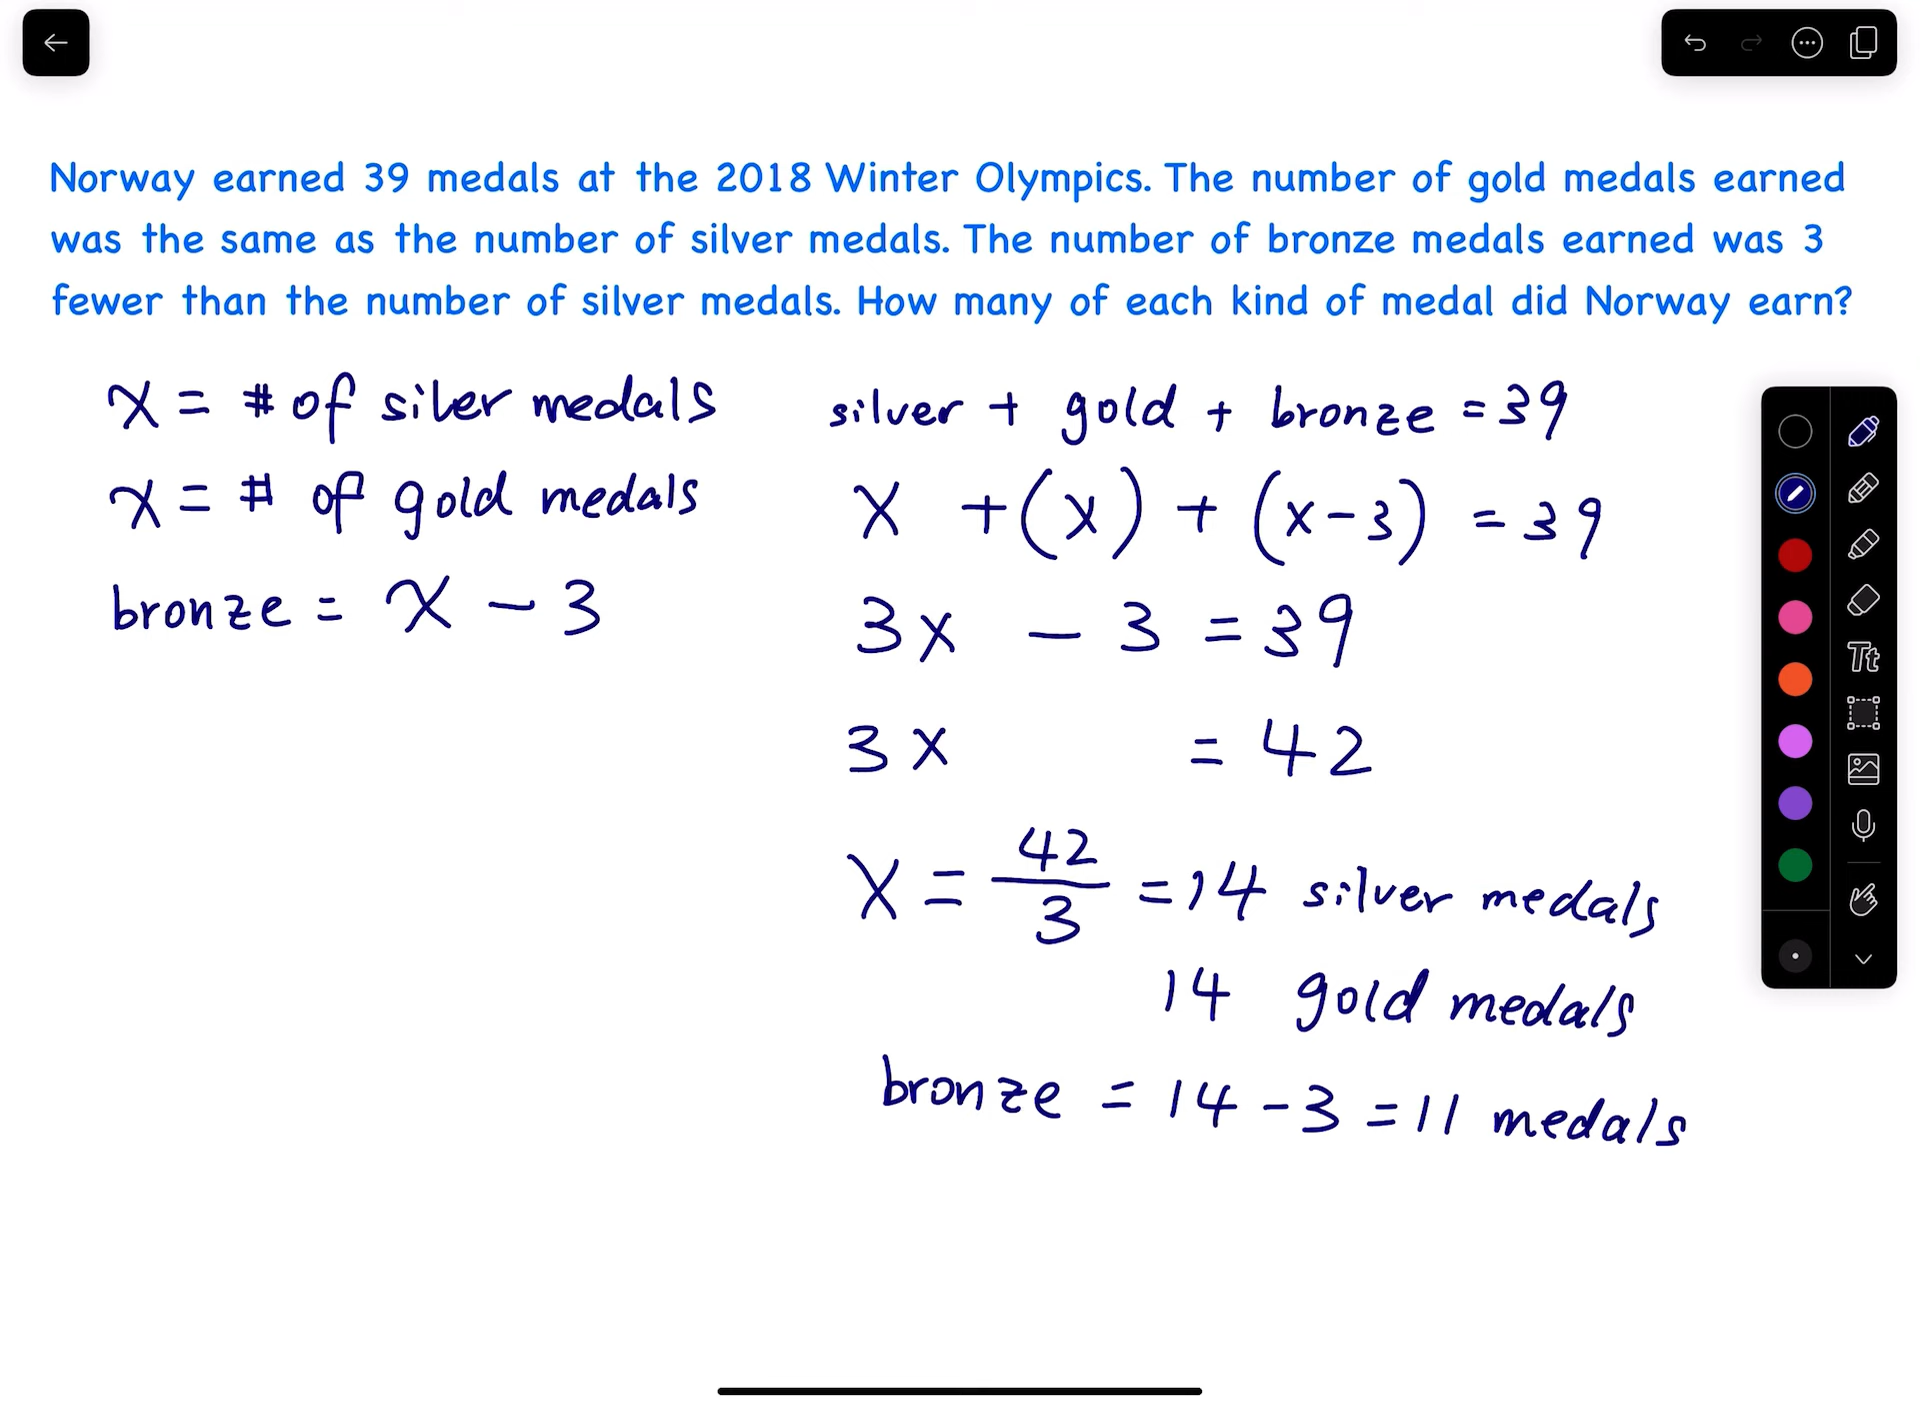 Norway earned 39 medals at the 2018 Winter Olympics. The number of gold medals earned
was the same as the number of silver medals. The number of bronze medals earned was 3
fewer than the number of silver medals. How many of each kind of medal did Norway earn?
x = # of silver medals
x = # of gold medals
bronze = x - 3
silver + gold + bronze = 39
x + (x) + (x-3) = 39
3x - 3 = 39
3x = 42
x = 42/3 = 14 silver medals
14 gold medals
bronze = 14 - 3 = 11 medals
Tt